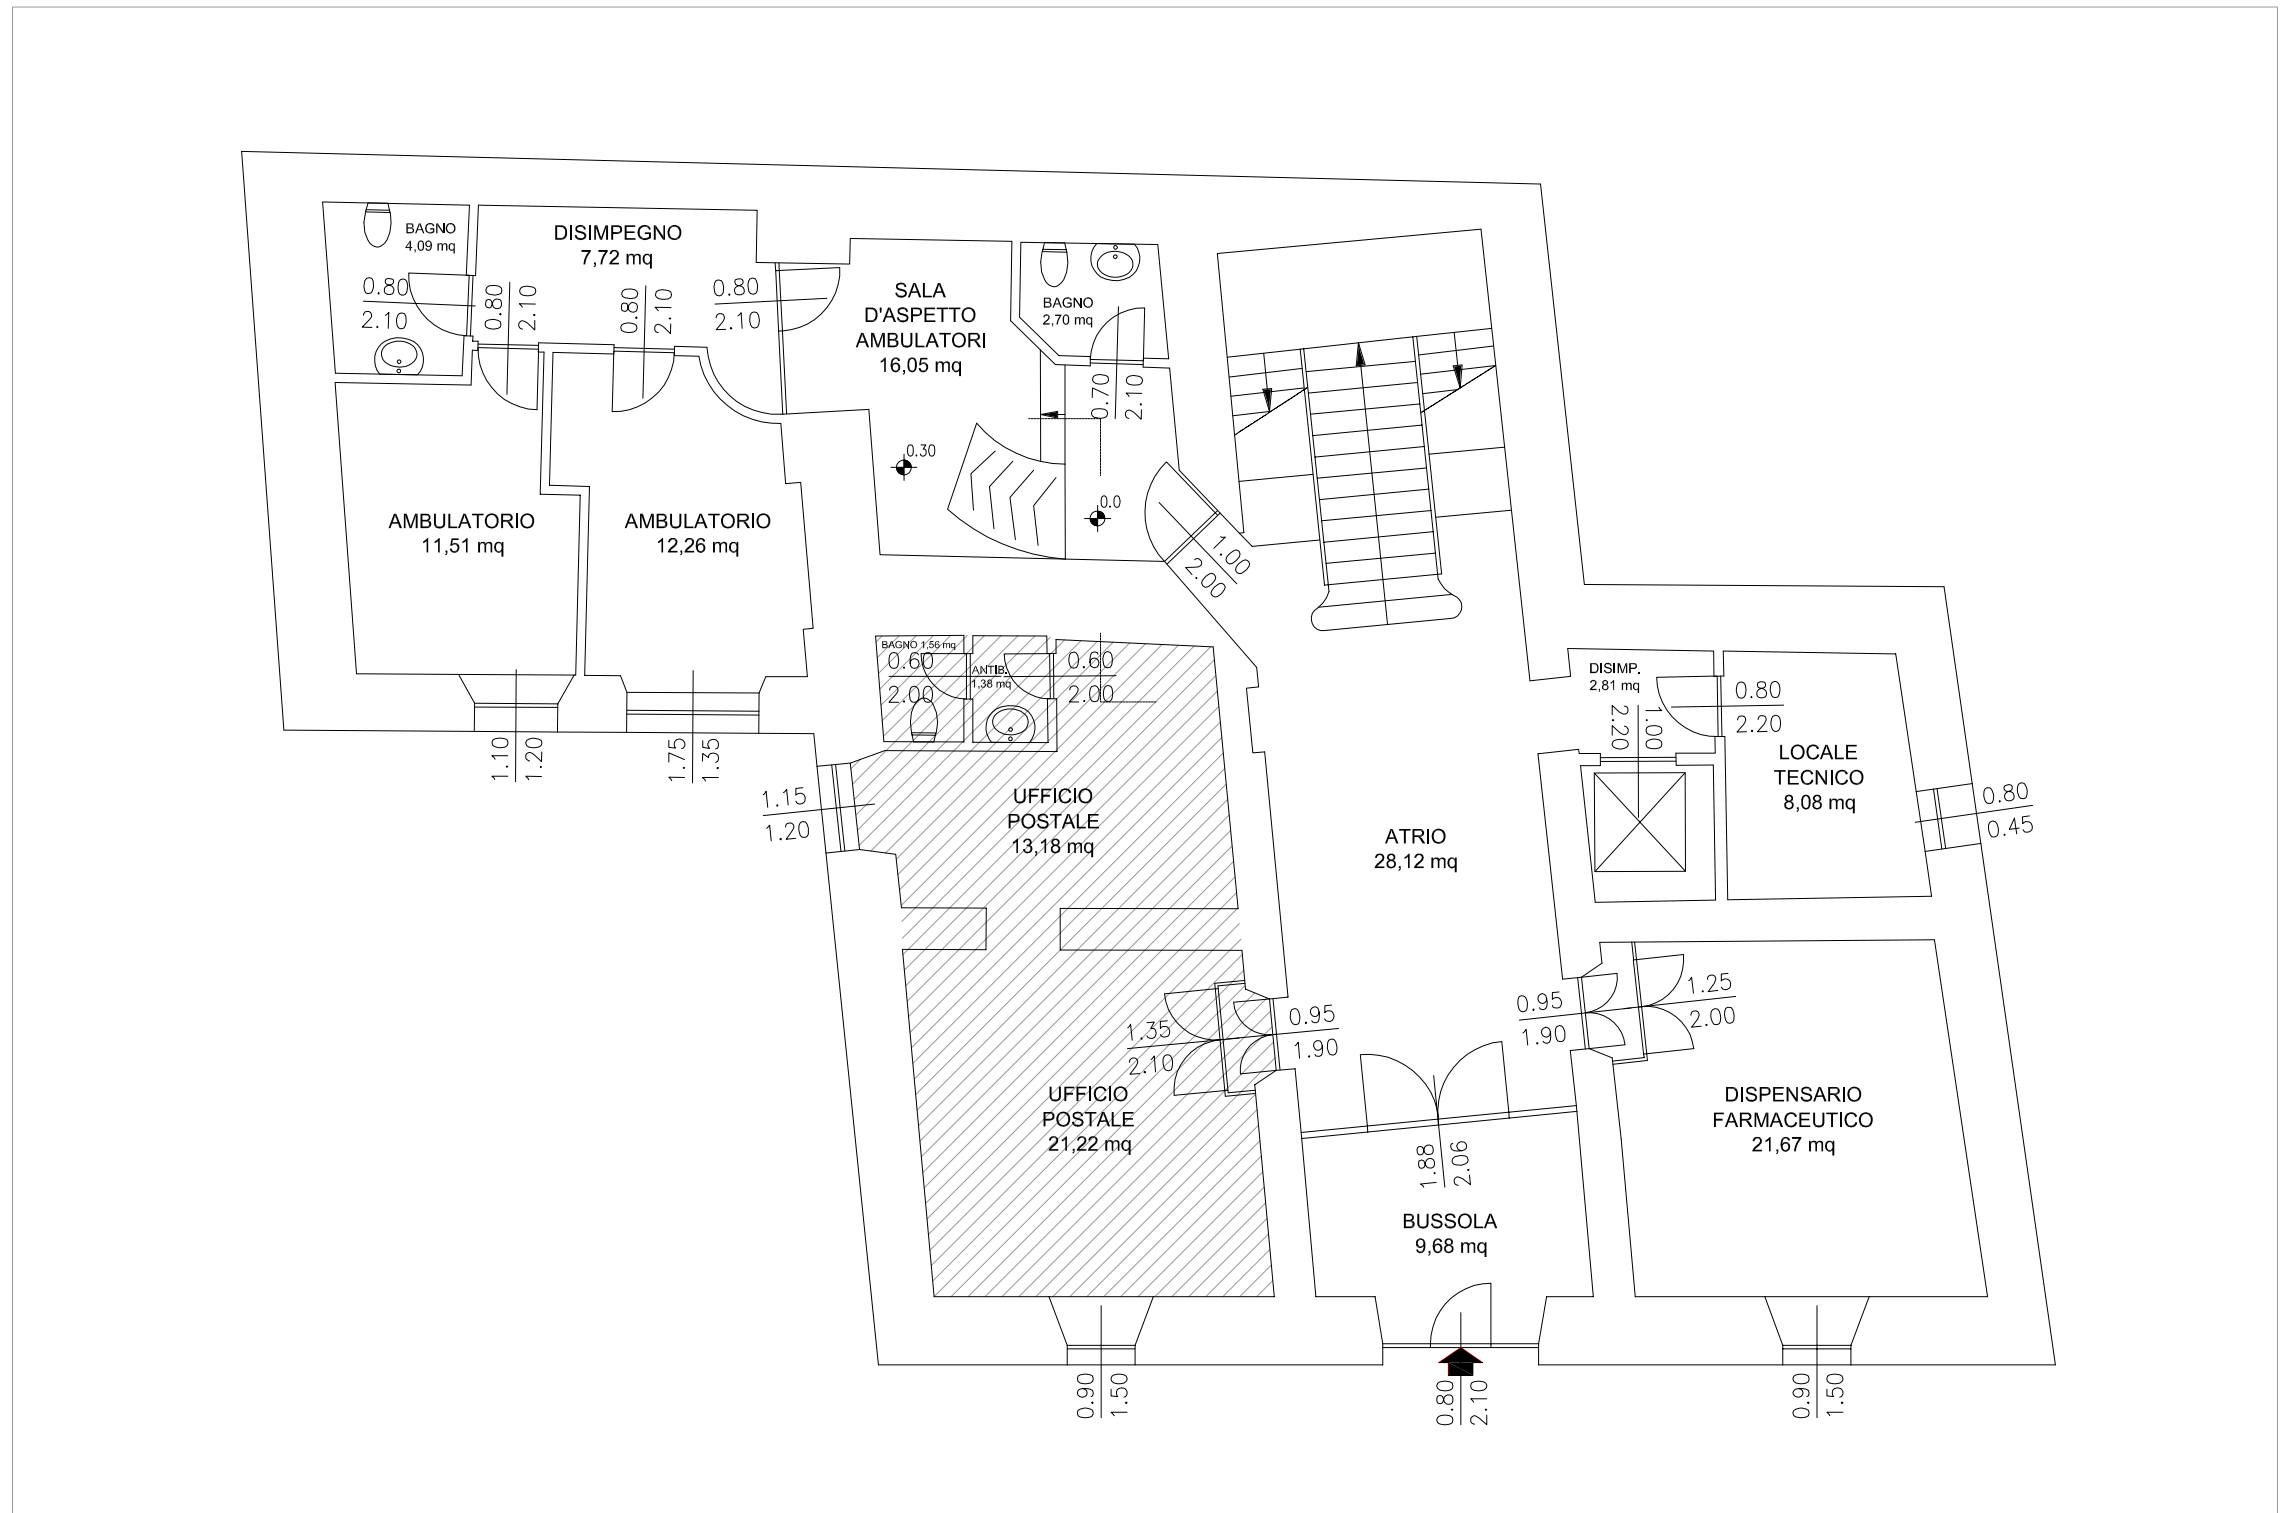 BAGNO
4,09 mq
DISIMPEGNO
7,72 mq
0.80
2.10
0.80
2.10
0.80
2.10
0.80
2.10
SALA
D'ASPETTO
AMBULATORI
16,05 mq
BAGNO
2,70 mq
0.70
2.10
0.30
0.0
1.00
2.00
AMBULATORIO
11,51 mq
AMBULATORIO
12,26 mq
1.10
1.20
1.75
1.35
BAGNO 1,56 mq
0.60
2.00
ANTIB.
1,38 mq
0.60
2.00
DISIMP.
2,81 mq
1.00
2.20
0.80
2.20
LOCALE
TECNICO
8,08 mq
0.80
0.45
1.15
1.20
UFFICIO
POSTALE
13,18 mq
ATRIO
28,12 mq
1.35
2.10
0.95
1.90
0.95
1.90
1.25
2.00
UFFICIO
POSTALE
21,22 mq
1.88
2.06
DISPENSARIO
FARMACEUTICO
21,67 mq
BUSSOLA
9,68 mq
0.90
1.50
0.80
2.10
0.90
1.50